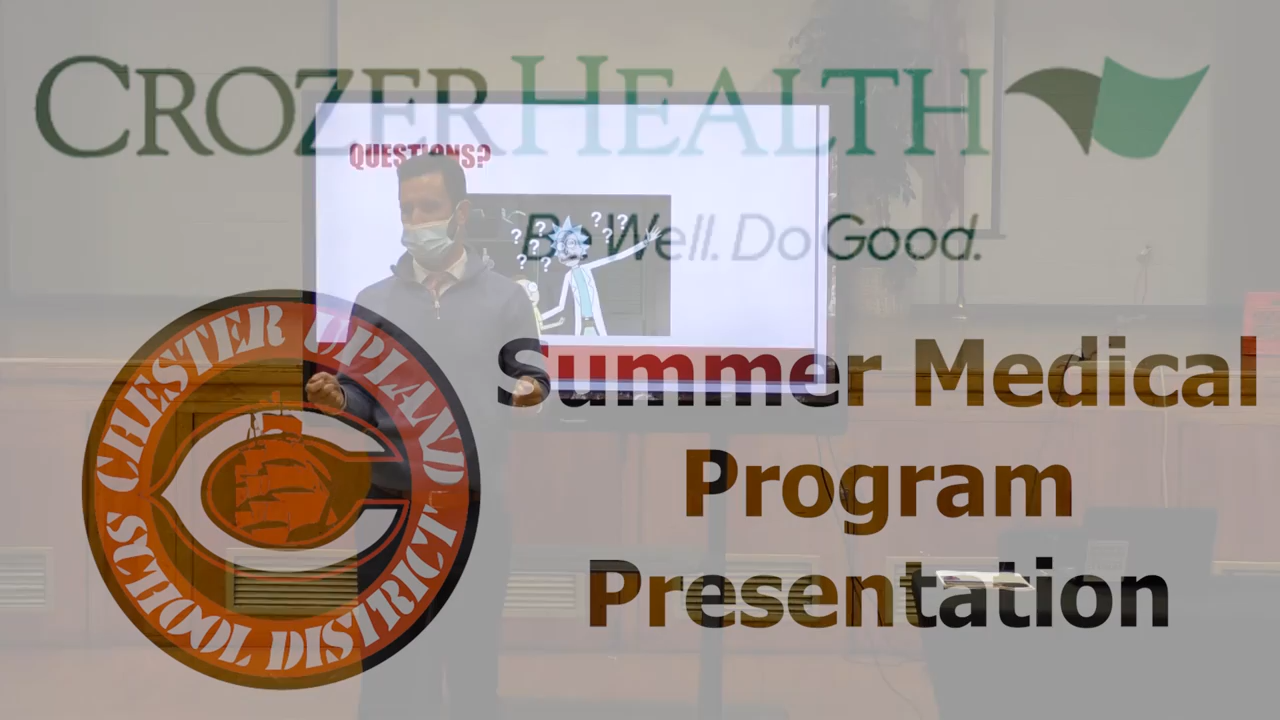 CROZERHEALTH
QUESTIONS?
? ? ?
? ?
? ?
Be Well. Do Good.
CHESTER UPLAND
SCHOOL DISTRICT
C
Summer Medical
Program
Presentation